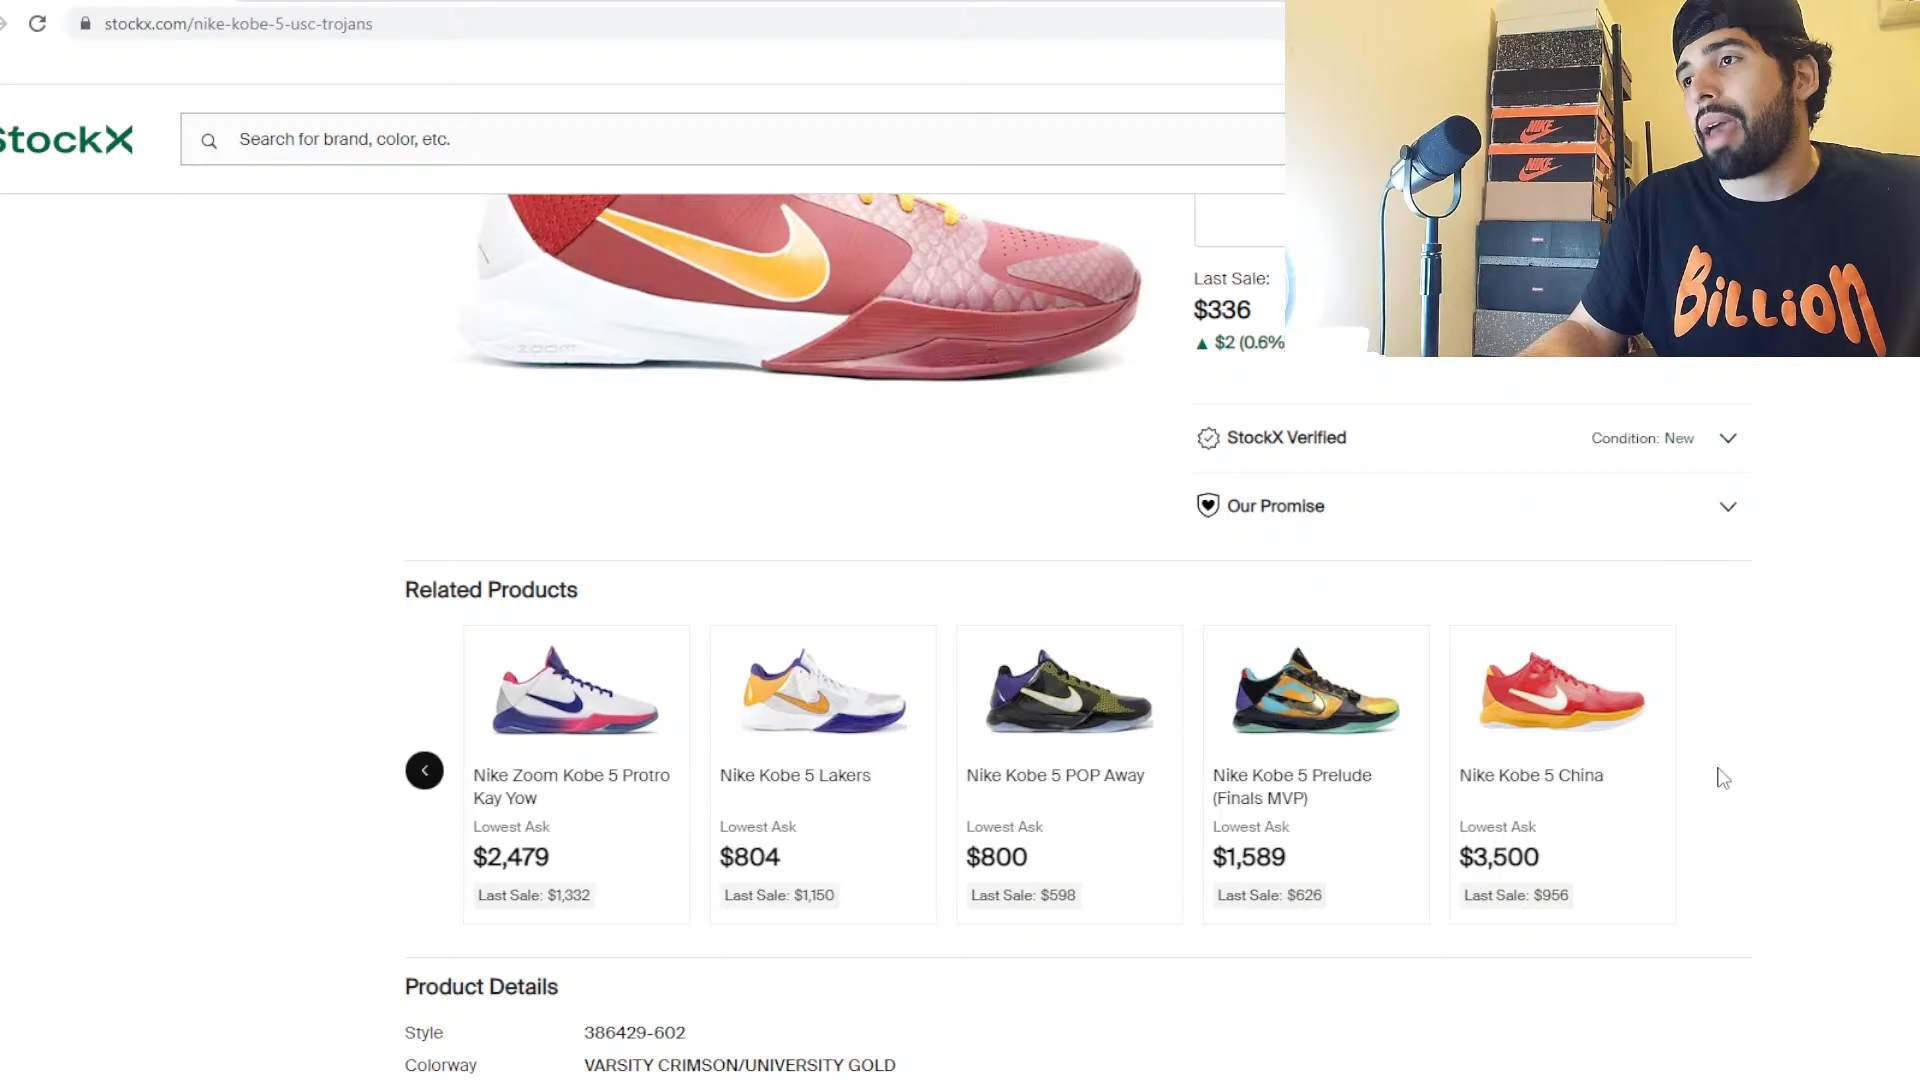 stockx.com/nike-kobe-5-usc-trojans
StockX
Search for brand, color, etc.
NIKE
NIKE
BILLION
ZOOM
Last Sale:
$336
▲ $2 (0.6%
StockX Verified
Condition: New
Our Promise
Related Products
Nike Zoom Kobe 5 Protro
Kay Yow
Lowest Ask
$2,479
Last Sale: $1,332
Nike Kobe 5 Lakers
Lowest Ask
$804
Last Sale: $1,150
Nike Kobe 5 POP Away
Lowest Ask
$800
Last Sale: $598
Nike Kobe 5 Prelude
(Finals MVP)
Lowest Ask
$1,589
Last Sale: $626
Nike Kobe 5 China
Lowest Ask
$3,500
Last Sale: $956
Product Details
Style 386429-602
Colorway VARSITY CRIMSON/UNIVERSITY GOLD